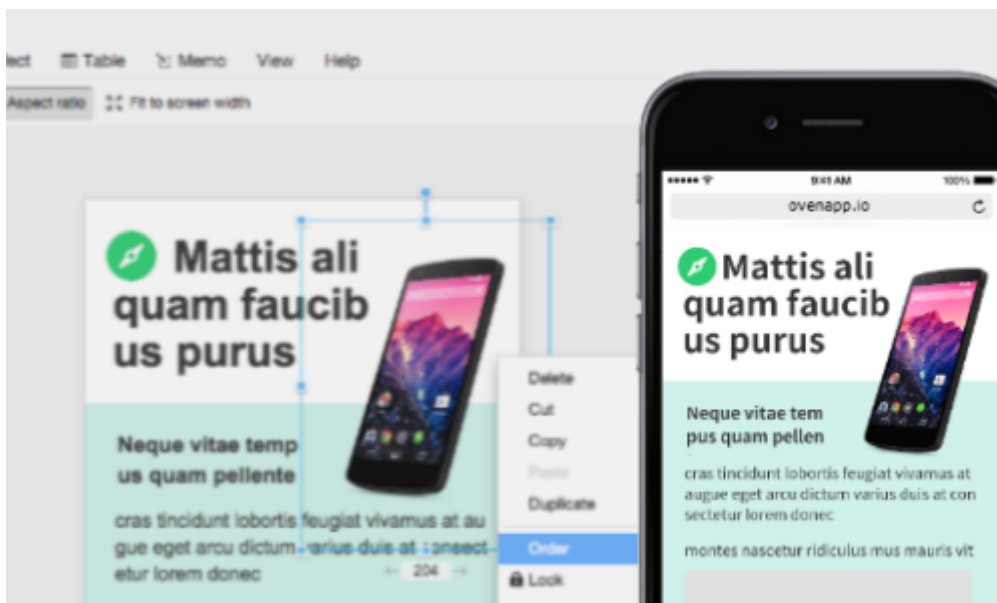 Table Memo View Help
Aspect ratio Fit to screen width
Mattis ali
quam faucib
us purus
Neque vitae temp
us quam pellente
cras tincidunt lobortis feugiat vivamus at au
gue eget arcu dictum varius duis at consect
etur lorem donec
204
Delete
Cut
Copy
Paste
Duplicate
Order
Lock
9:41 AM 100%
ovenapp.io
Mattis ali
quam faucib
us purus
Neque vitae tem
pus quam pellen
cras tincidunt lobortis feugiat vivamus at
augue eget arcu dictum varius duis at con
sectetur lorem donec
montes nascetur ridiculus mus mauris vit